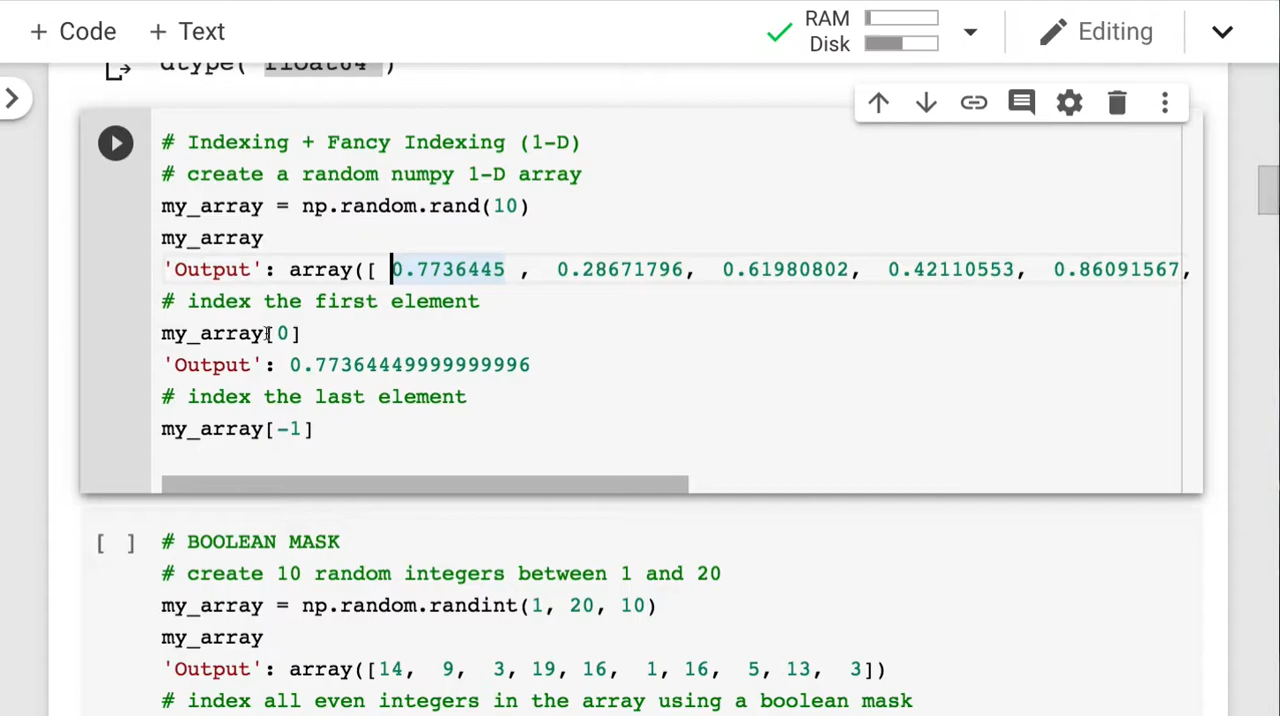 + Code + Text
RAM
Disk
Editing
dtype( float64 )
# Indexing + Fancy Indexing (1-D)
# create a random numpy 1-D array
my_array = np.random.rand(10)
my_array
'Output': array([ 0.7736445 , 0.28671796, 0.61980802, 0.42110553, 0.86091567,
# index the first element
my_array[0]
'Output': 0.77364449999999996
# index the last element
my_array[-1]
[ ] # BOOLEAN MASK
# create 10 random integers between 1 and 20
my_array = np.random.randint(1, 20, 10)
my_array
'Output': array([14, 9, 3, 19, 16, 1, 16, 5, 13, 3])
# index all even integers in the array using a boolean mask